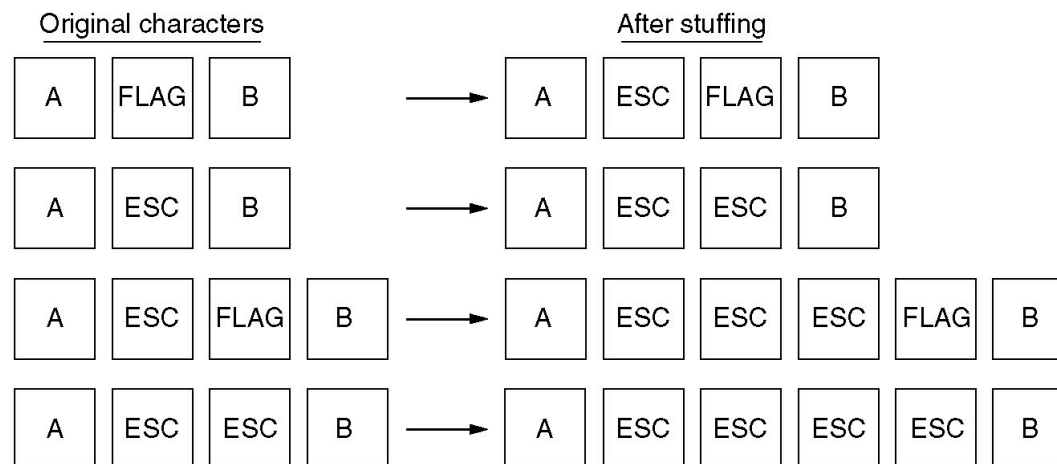 Original characters After stuffing
A FLAG B A ESC FLAG B
A ESC B A ESC ESC B
A ESC FLAG B A ESC ESC ESC FLAG B
A ESC ESC B A ESC ESC ESC ESC B